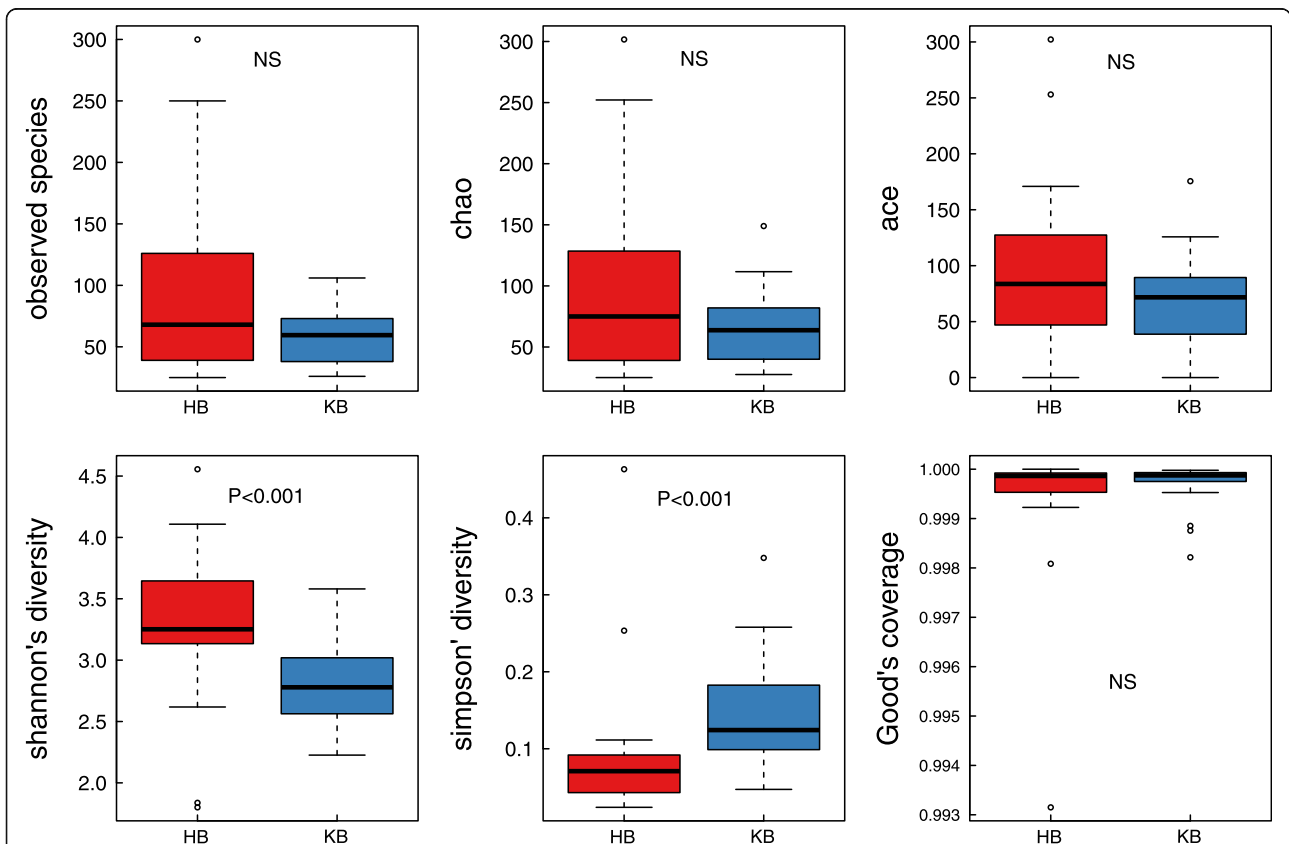 observed species
300
250
200
150
100
50
NS
HB KB
chao
300
250
200
150
100
50
NS
HB KB
ace
300
250
200
150
100
50
0
NS
HB KB
shannon's diversity
4.5
4.0
3.5
3.0
2.5
2.0
P<0.001
HB KB
simpson' diversity
0.4
0.3
0.2
0.1
P<0.001
HB KB
Good's coverage
1.000
0.999
0.998
0.997
0.996
0.995
0.994
0.993
NS
HB KB